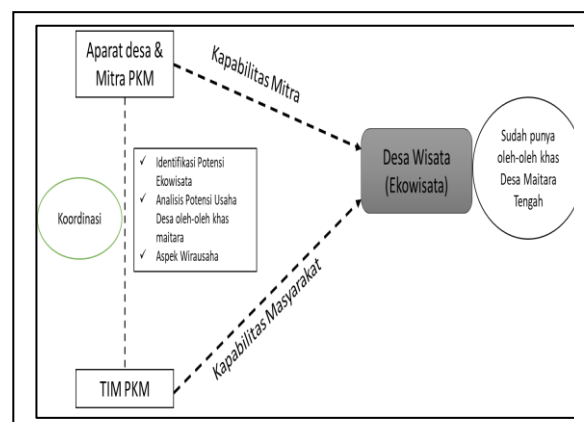 Aparat desa &
Mitra PKM
Kapabilitas Mitra
Koordinasi
✓ Identifikasi Potensi
Ekowisata
✓ Analisis Potensi Usaha
Desa oleh-oleh khas
maitara
✓ Aspek Wirausaha
Desa Wisata
(Ekowisata)
Sudah punya
oleh-oleh khas
Desa Maitara
Tengah
Kapabilitas Masyarakat
TIM PKM